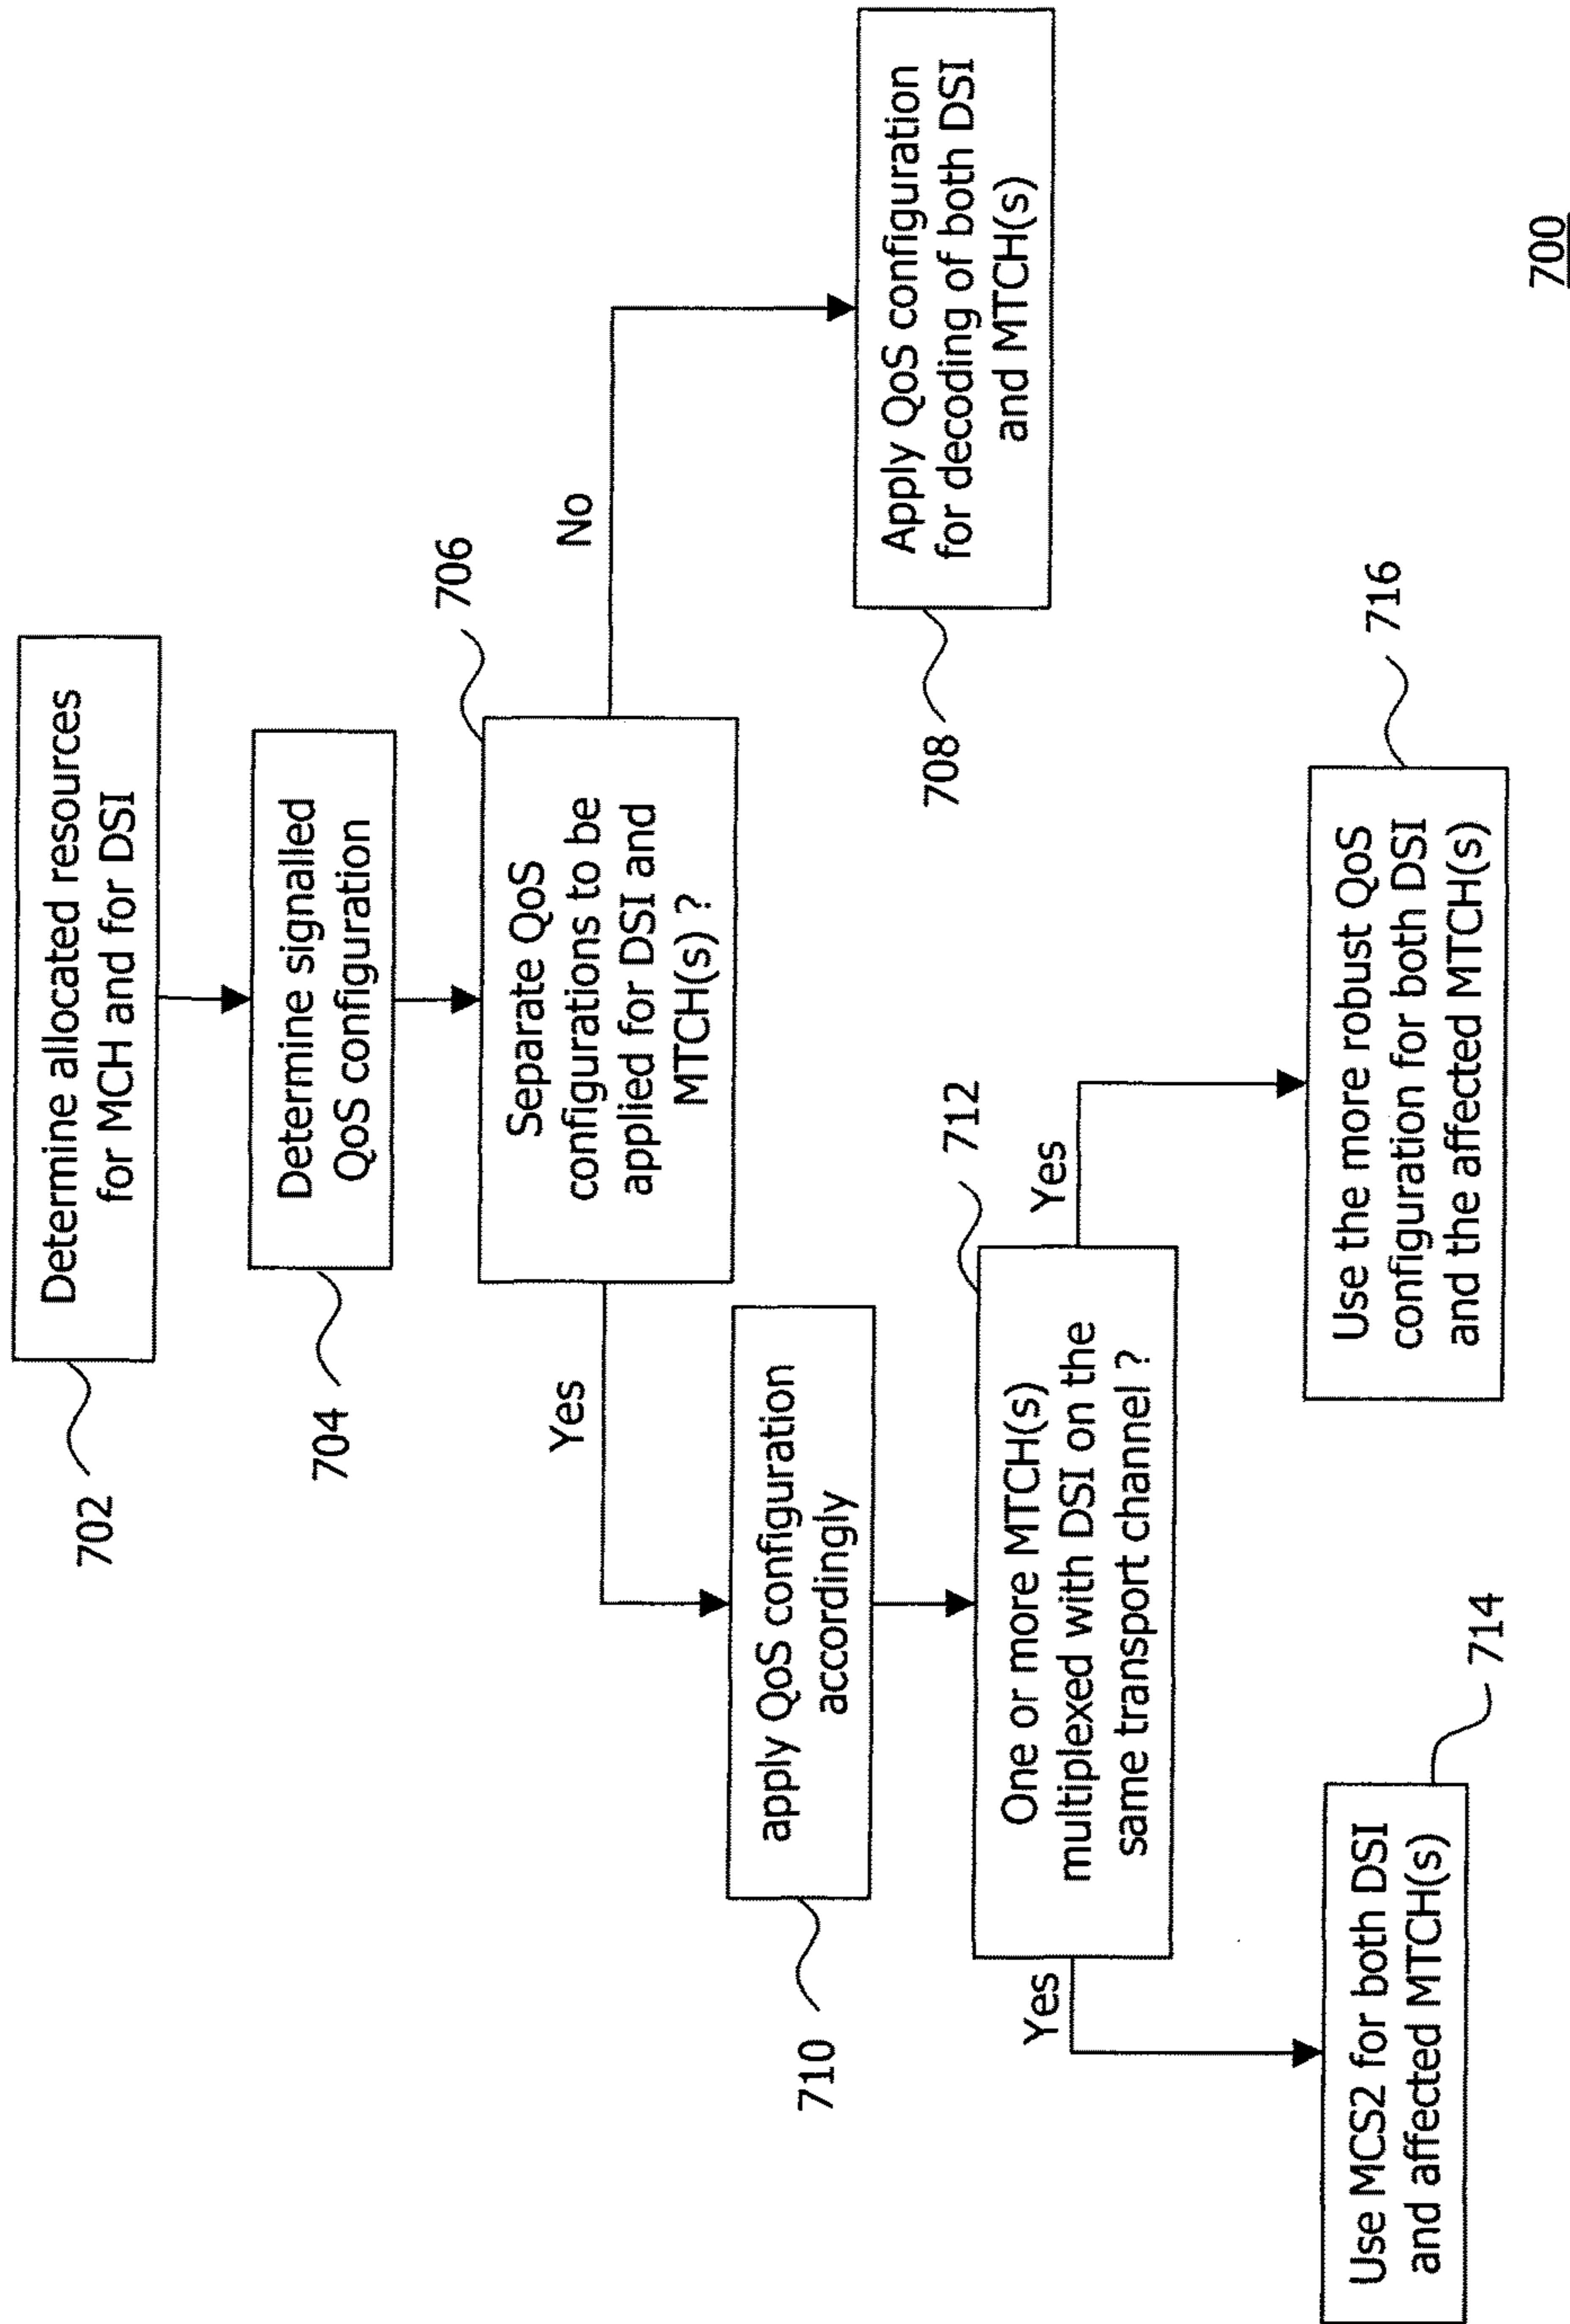 Determine allocated resources
for MCH and for DSI
702
Determine signalled
QoS configuration
704
Separate QoS
configurations to be
applied for DSI and
MTCH(s) ?
706
Yes
No
apply QoS configuration
accordingly
710
Apply QoS configuration
for decoding of both DSI
and MTCH(s)
708
One or more MTCH(s)
multiplexed with DSI on the
same transport channel ?
712
Yes
Yes
Use MCS2 for both DSI
and affected MTCH(s)
714
Use the more robust QoS
configuration for both DSI
and the affected MTCH(s)
716
700